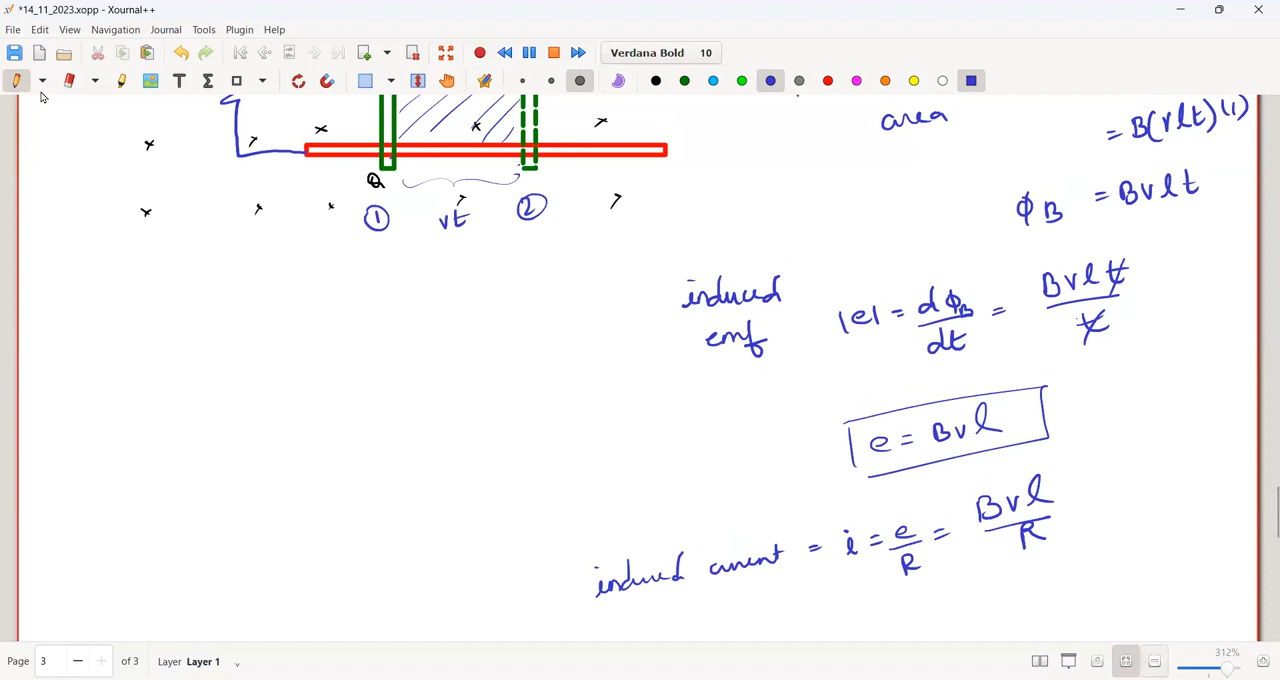 *14_11_2023.xopp - Xournal++
File Edit View Navigation Journal Tools Plugin Help
Verdana Bold 10
area
= B(vlt)(1)
Q
① vt ②
ϕB = Bvlt
induced emf |e| = dϕB/dt = Bvlt/t
e = Bvl
induced current = i = e/R = Bvl/R
Page 3 of 3 Layer Layer 1 312%